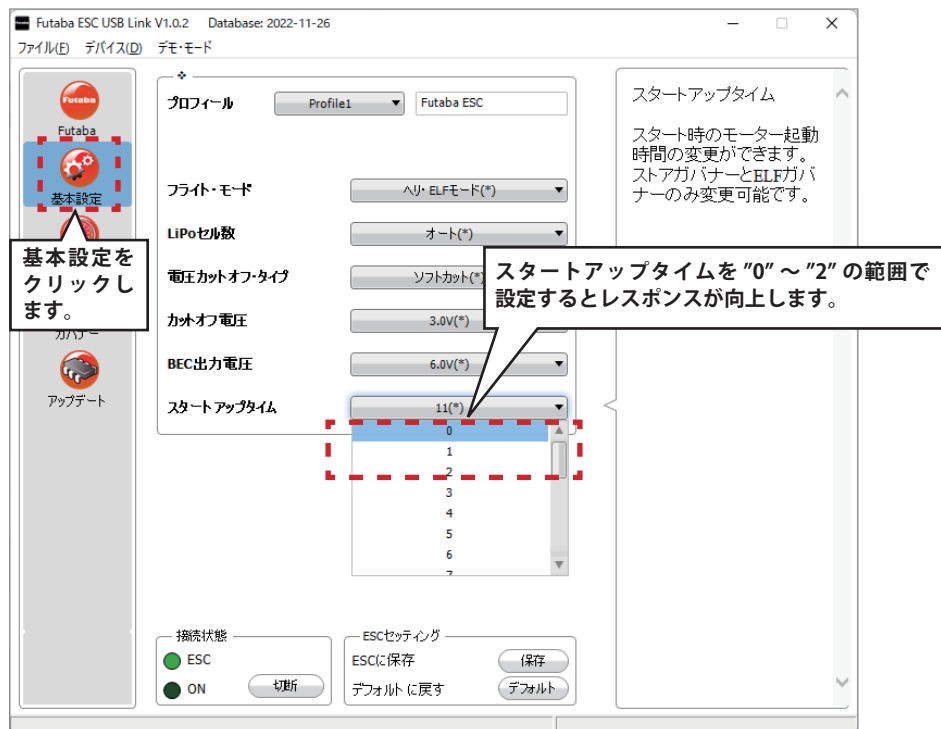 Futaba ESC USB Link V1.0.2 Database: 2022-11-26
ファイル(F) デバイス(D) デモ・モード
Futaba
Futaba
基本設定
基本設定を
クリックし
ます。
ガバナー
アップデート
プロフィール Profile1 Futaba ESC
フライト・モード ヘリ・ELFモード(*)
LiPoセル数 オート(*)
電圧カットオフ・タイプ ソフトカット(*)
カットオフ電圧 3.0V(*)
BEC出力電圧 6.0V(*)
スタートアップタイム 11(*)
0
1
2
3
4
5
6
7
スタートアップタイムを "0" ～ "2" の範囲で
設定するとレスポンスが向上します。
接続状態
ESC
ON 切断
ESCセッティング
ESCに保存 保存
デフォルトに戻す デフォルト
スタートアップタイム
スタート時のモーター起動
時間の変更ができます。
ストアガバナーとELFガバ
ナーのみ変更可能です。